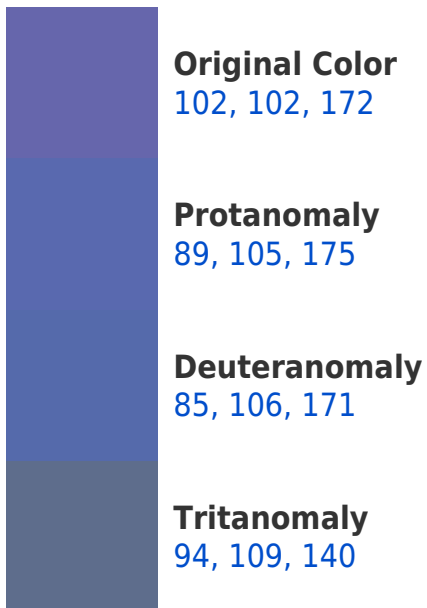 Original Color
102, 102, 172
Protanomaly
89, 105, 175
Deuteranomaly
85, 106, 171
Tritanomaly
94, 109, 140